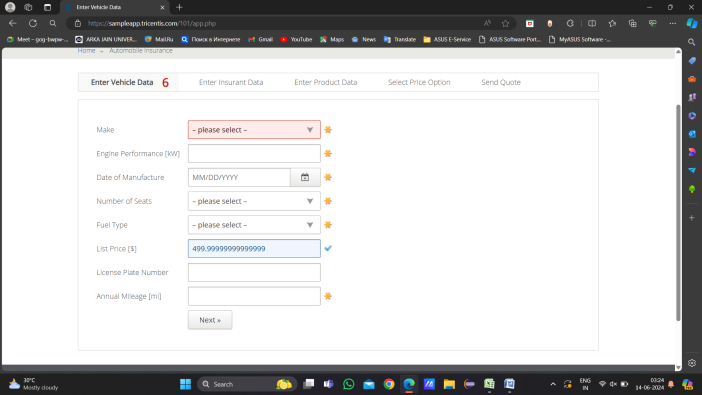 Enter Vehicle Data
https://sampleapp.tricentis.com/101/app.php
Meet – gog-bwpw-...
ARKA JAIN UNIVER...
Mail.Ru
Поиск в Интернете
Gmail
YouTube
Maps
News
Translate
ASUS E-Service
ASUS Software Port...
MyASUS Software -...
Home » Automobile Insurance
Enter Vehicle Data 6
Enter Insurant Data
Enter Product Data
Select Price Option
Send Quote
Make
– please select –
Engine Performance [kW]
Date of Manufacture
MM/DD/YYYY
Number of Seats
– please select –
Fuel Type
– please select –
List Price [$]
499.99999999999999
License Plate Number
Annual Mileage [mi]
Next »
30°C
Mostly cloudy
Search
ENG
IN
03:24
14-06-2024